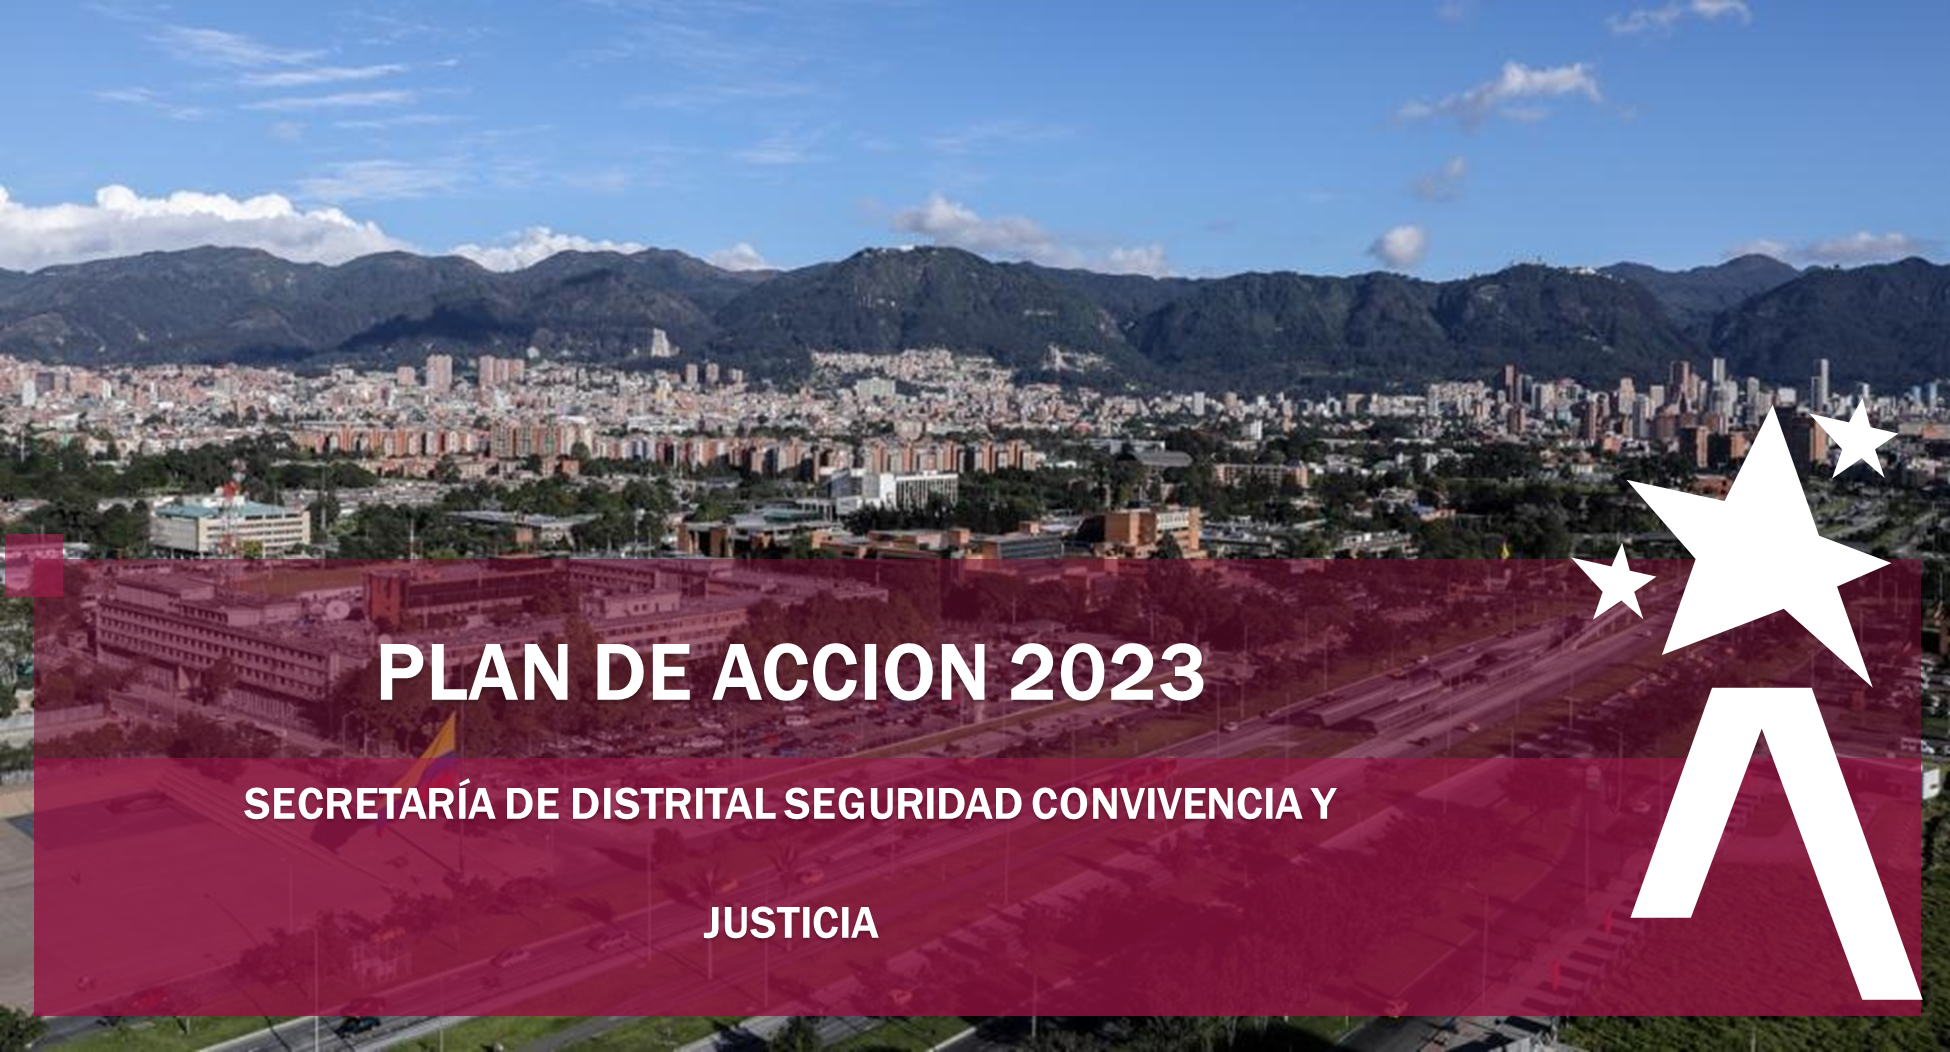 PLAN DE ACCION 2023
SECRETARÍA DE DISTRITAL SEGURIDAD CONVIVENCIA Y
JUSTICIA